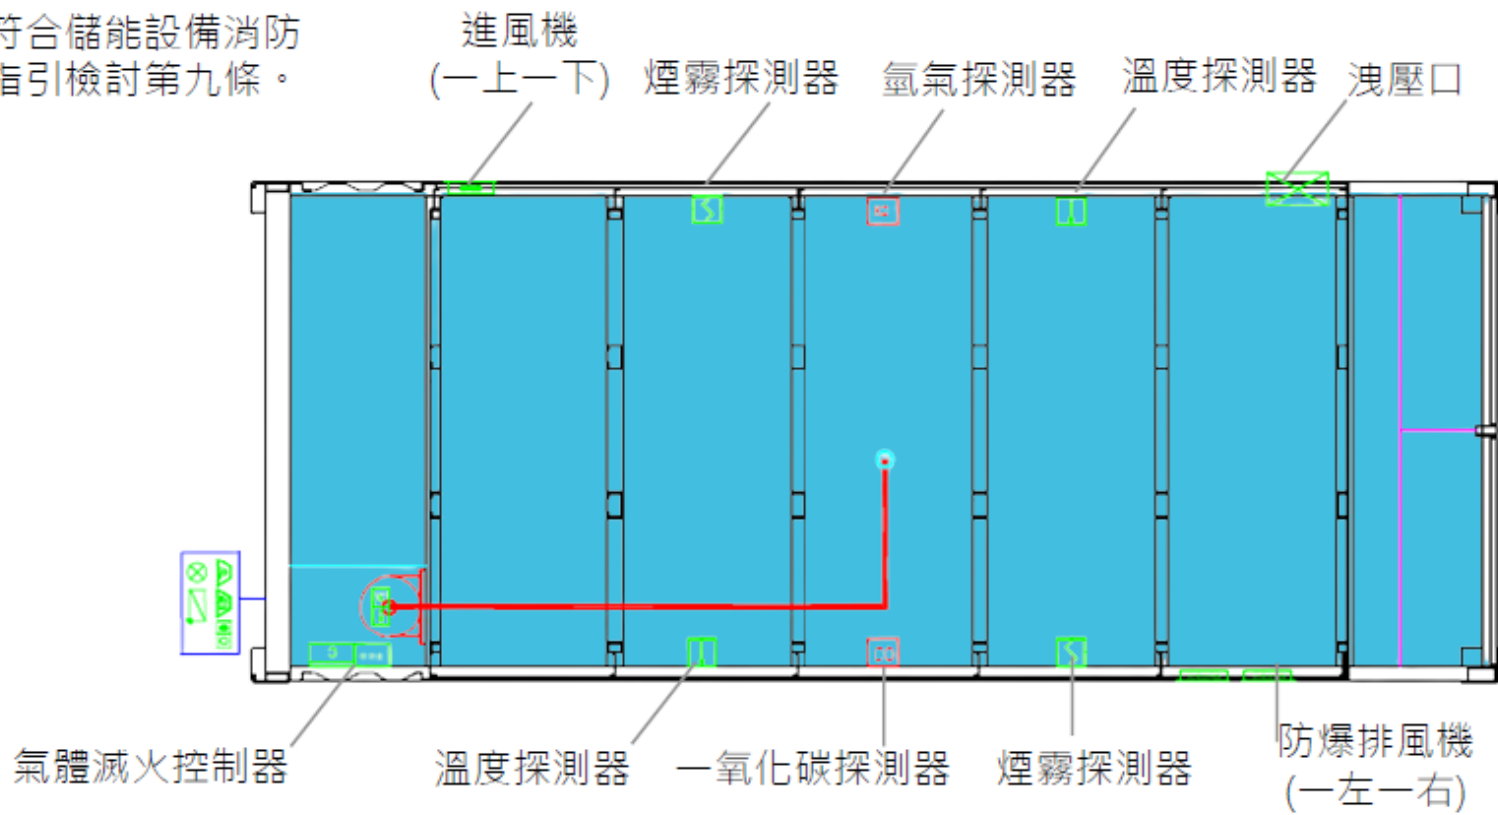 符合儲能設備消防
指引檢討第九條。
進風機
(一上一下)
煙霧探測器
氫氣探測器
溫度探測器
洩壓口
氣體滅火控制器
溫度探測器
一氧化碳探測器
煙霧探測器
防爆排風機
(一左一右)